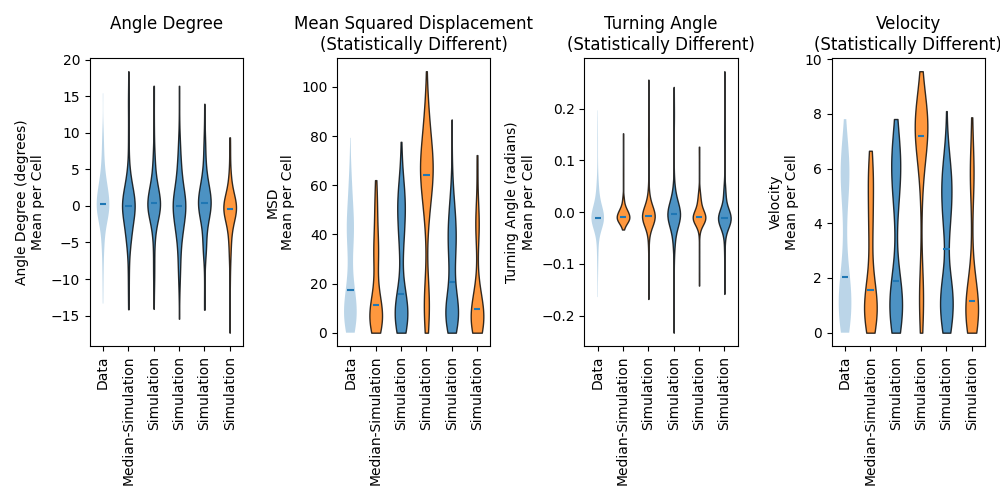 Angle Degree
Angle Degree (degrees)
Mean per Cell
20
15
10
5
0
−5
−10
−15
Data
Median-Simulation
Simulation
Simulation
Simulation
Simulation
Mean Squared Displacement
(Statistically Different)
MSD
Mean per Cell
100
80
60
40
20
0
Data
Median-Simulation
Simulation
Simulation
Simulation
Simulation
Turning Angle
(Statistically Different)
Turning Angle (radians)
Mean per Cell
0.2
0.1
0.0
−0.1
−0.2
Data
Median-Simulation
Simulation
Simulation
Simulation
Simulation
Velocity
(Statistically Different)
Velocity
Mean per Cell
10
8
6
4
2
0
Data
Median-Simulation
Simulation
Simulation
Simulation
Simulation